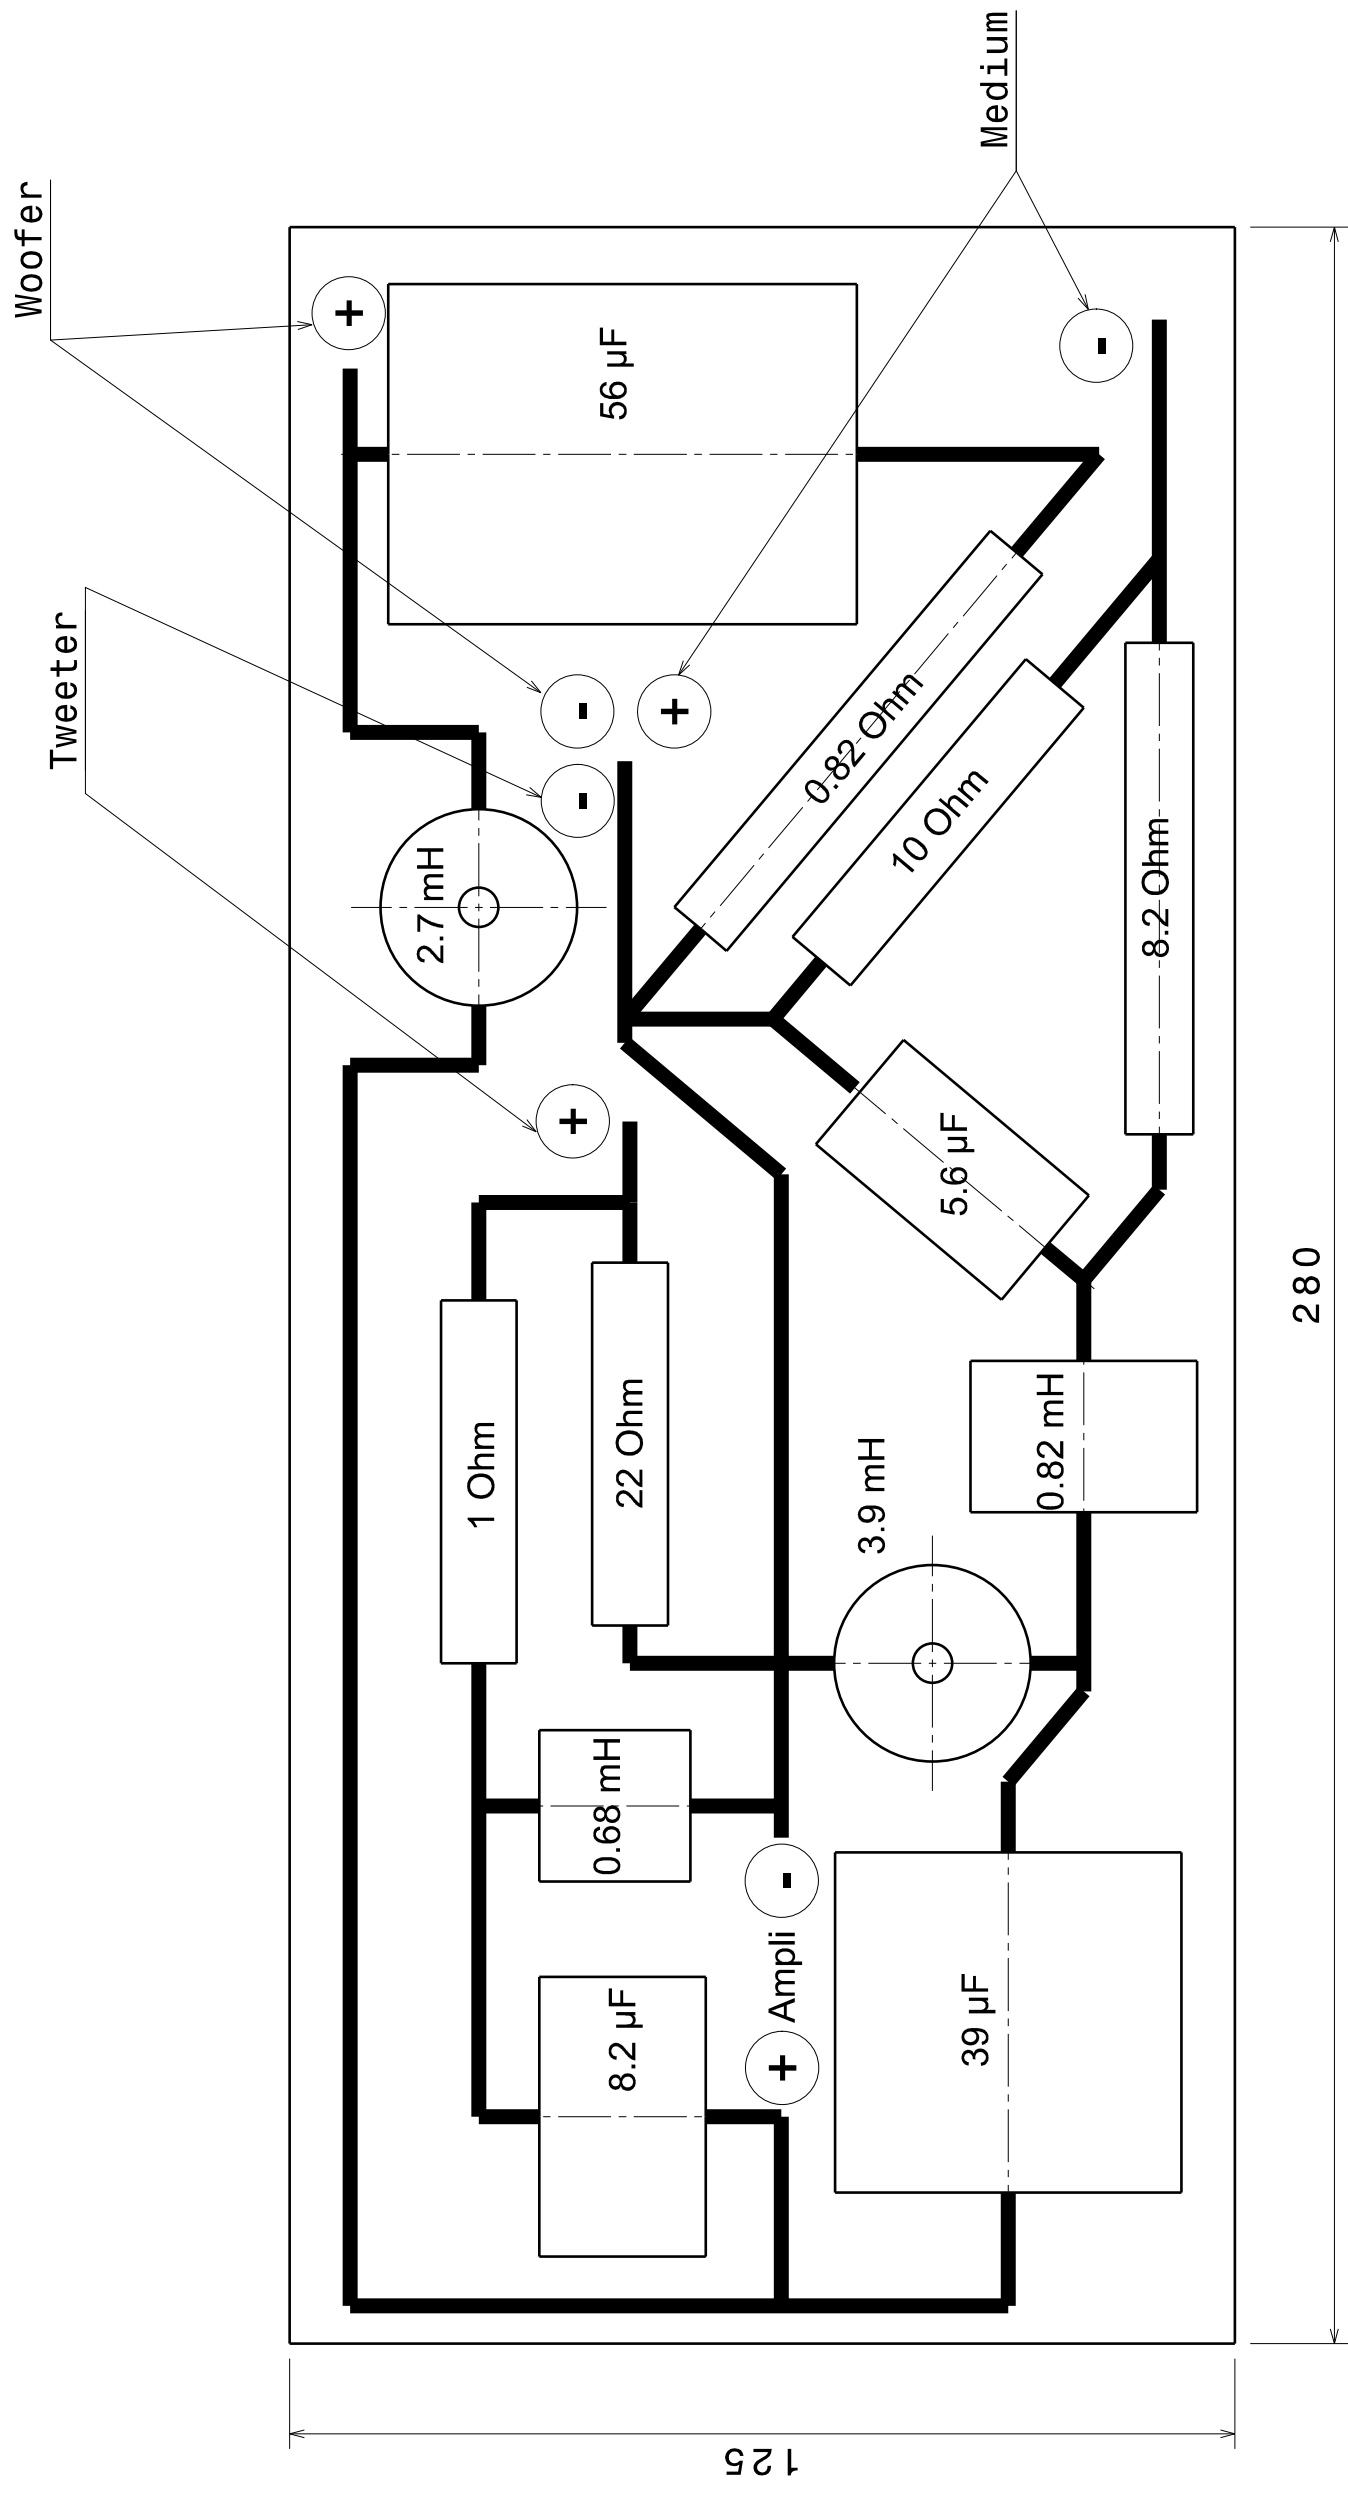 Woofer
Tweeter
Medium
+
-
-
+
-
+
56 µF
2.7 mH
0.82 Ohm
10 Ohm
8.2 Ohm
5.6 µF
1 Ohm
22 Ohm
3.9 mH
0.82 mH
0.68 mH
8.2 µF
+ Ampli -
39 µF
280
125